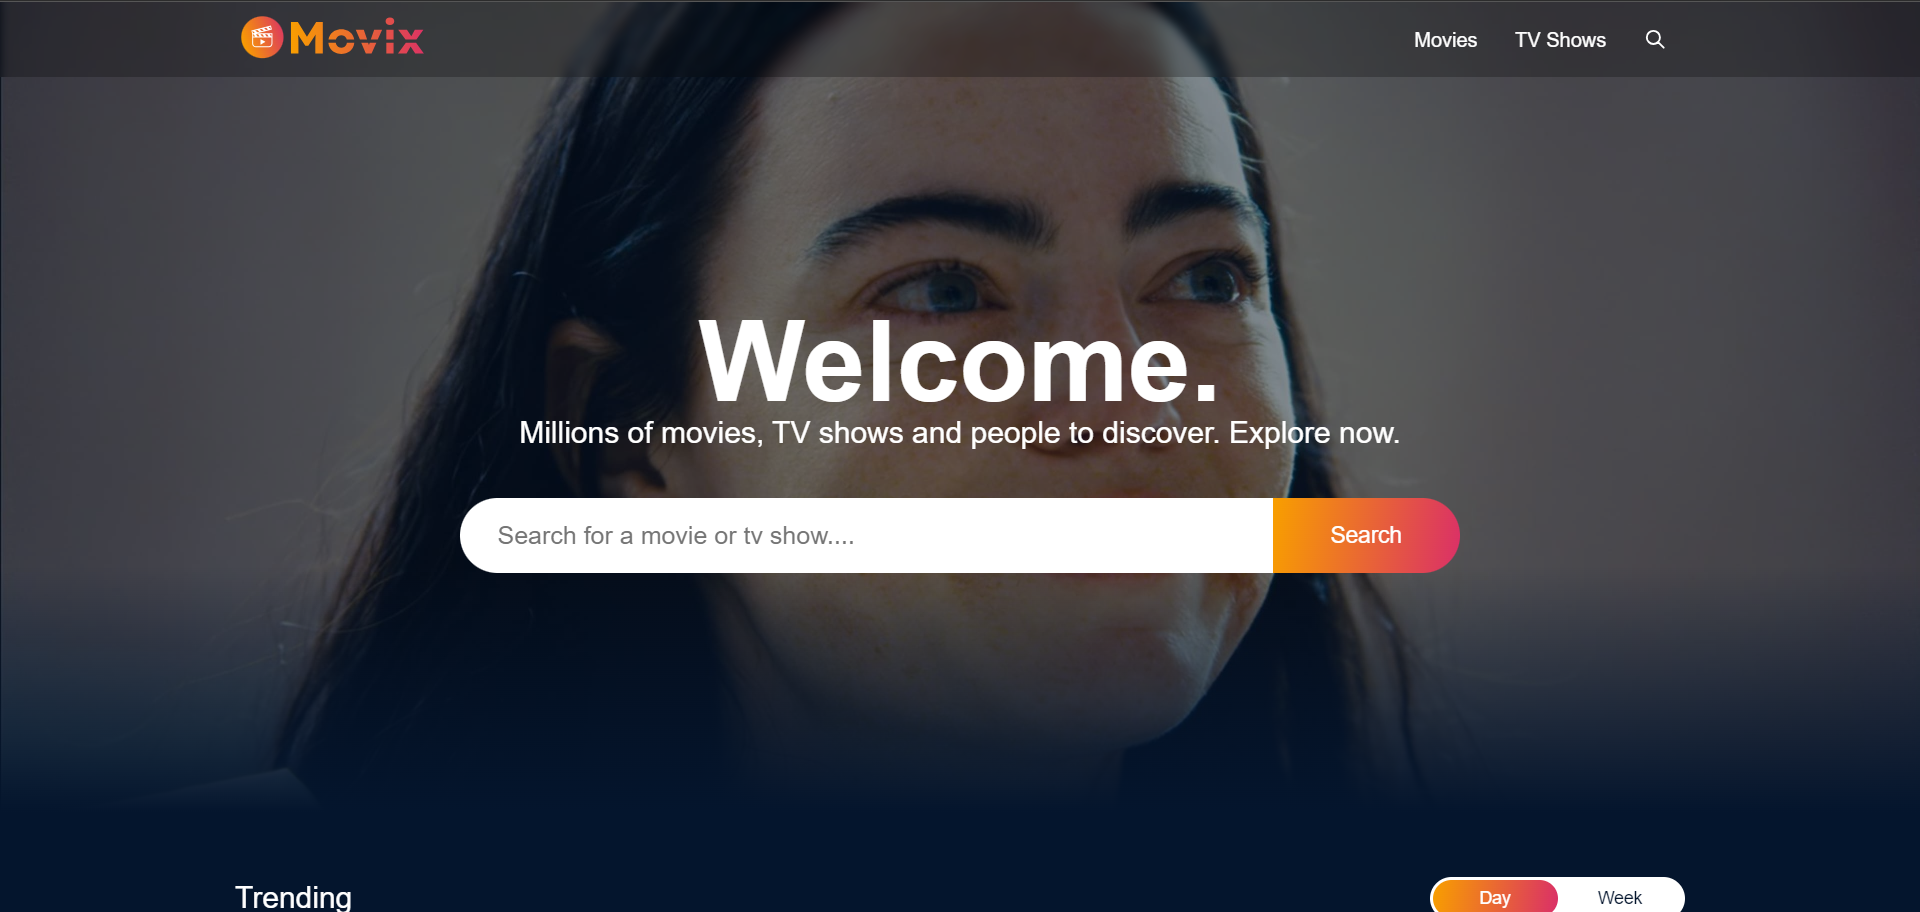 Movix
Movies
TV Shows
Welcome.
Millions of movies, TV shows and people to discover. Explore now.
Search for a movie or tv show....
Search
Trending
Day
Week